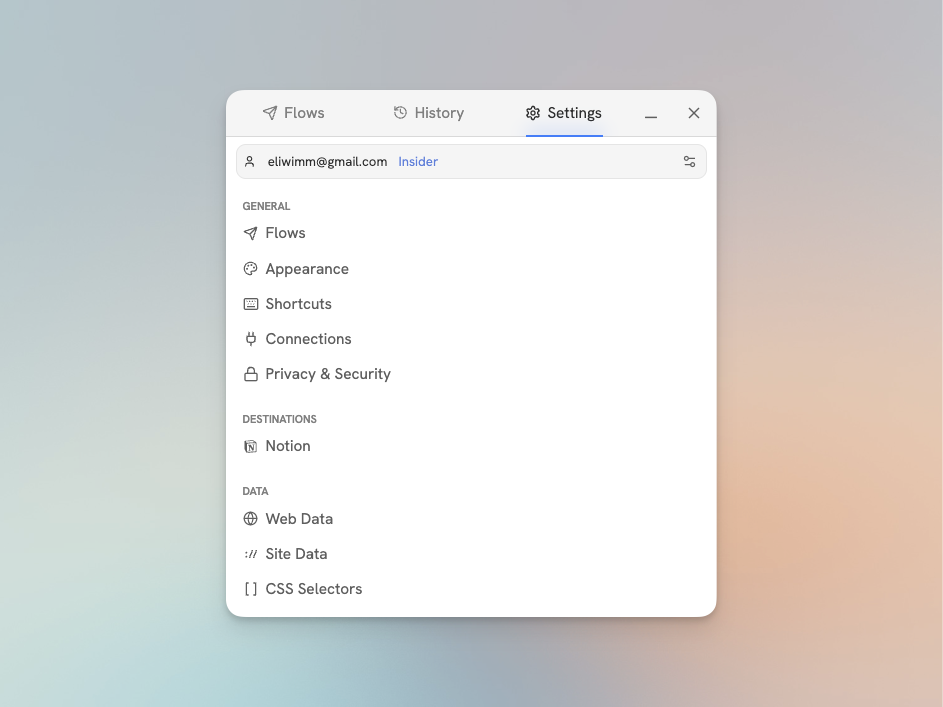 Flows History Settings
eliwimm@gmail.com Insider
GENERAL
Flows
Appearance
Shortcuts
Connections
Privacy & Security
DESTINATIONS
Notion
DATA
Web Data
Site Data
CSS Selectors